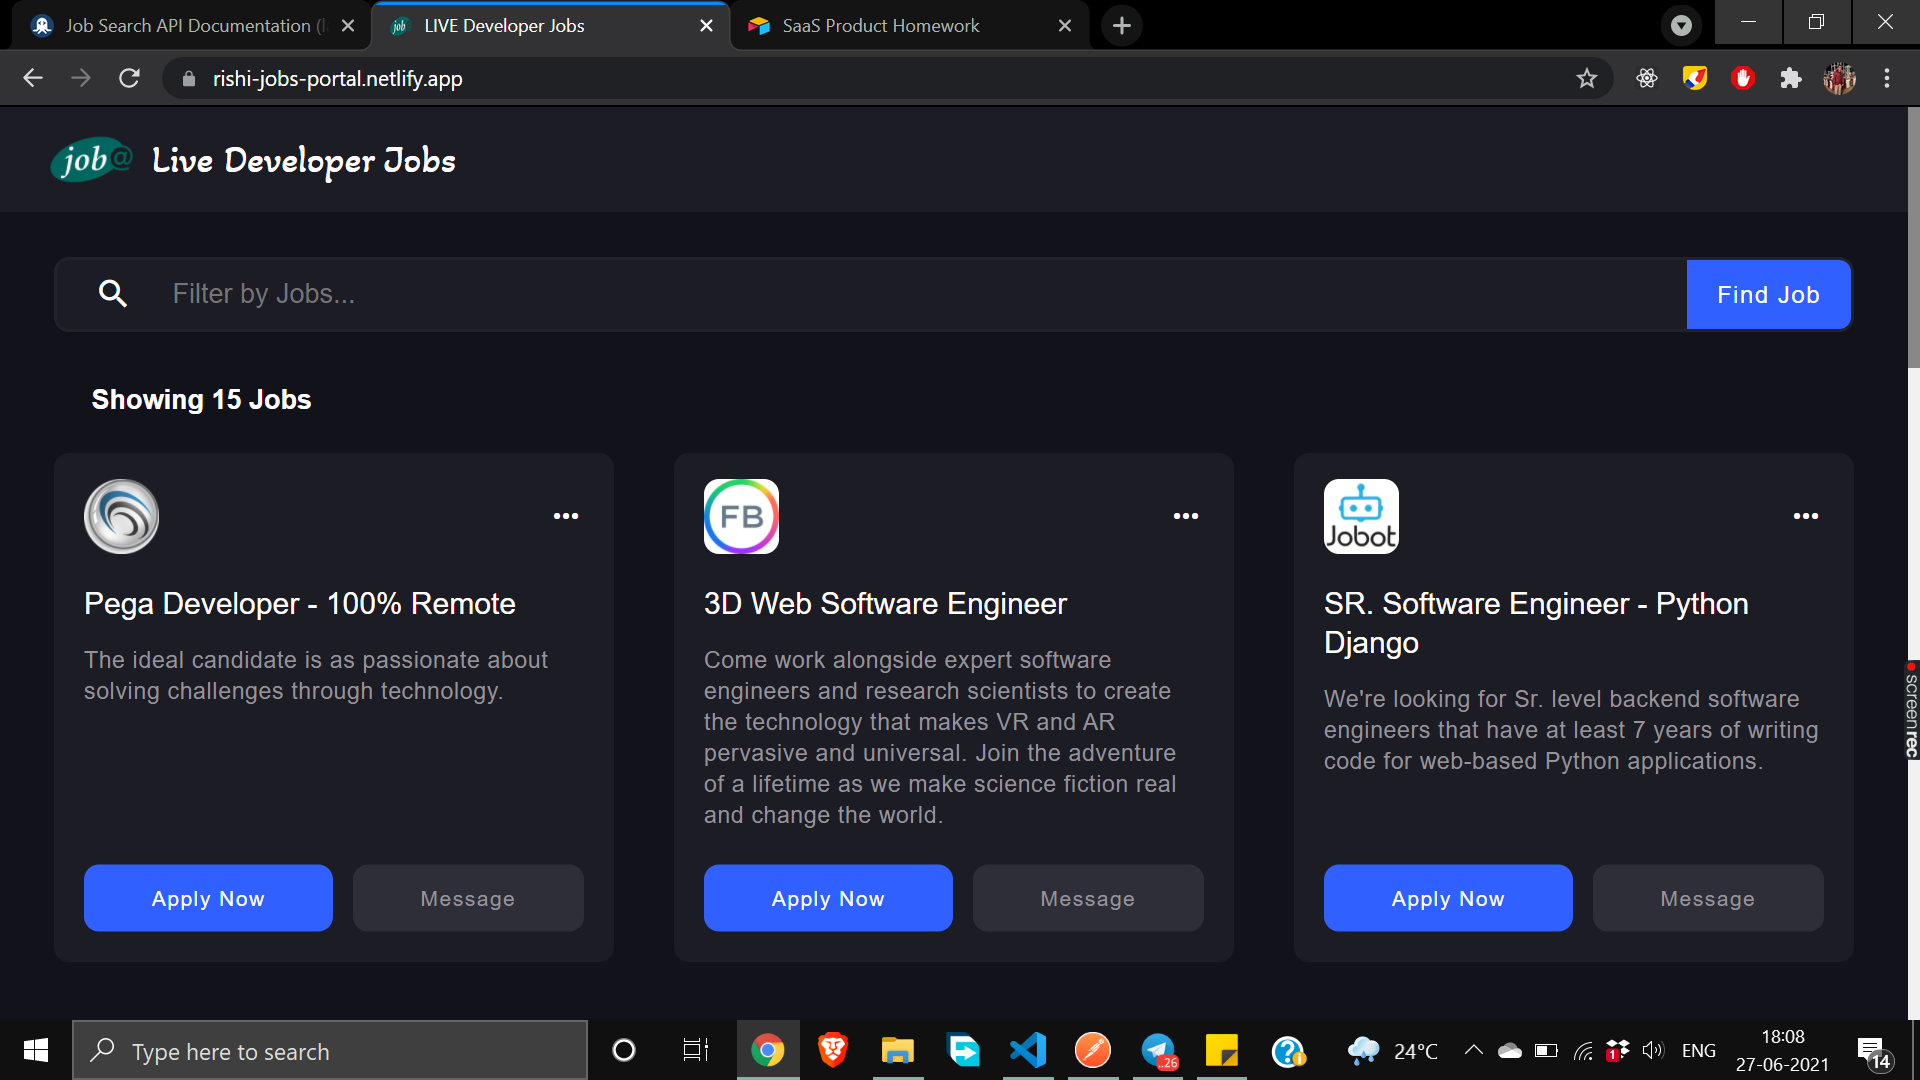 Job Search API Documentation (
LIVE Developer Jobs
SaaS Product Homework
rishi-jobs-portal.netlify.app
job@ Live Developer Jobs
Filter by Jobs...
Find Job
Showing 15 Jobs
FB
Jobot
Pega Developer - 100% Remote
The ideal candidate is as passionate about
solving challenges through technology.
Apply Now
Message
3D Web Software Engineer
Come work alongside expert software
engineers and research scientists to create
the technology that makes VR and AR
pervasive and universal. Join the adventure
of a lifetime as we make science fiction real
and change the world.
Apply Now
Message
SR. Software Engineer - Python
Django
We're looking for Sr. level backend software
engineers that have at least 7 years of writing
code for web-based Python applications.
Apply Now
Message
screenrec
Type here to search
..26
24°C
1
ENG
18:08
27-06-2021
14